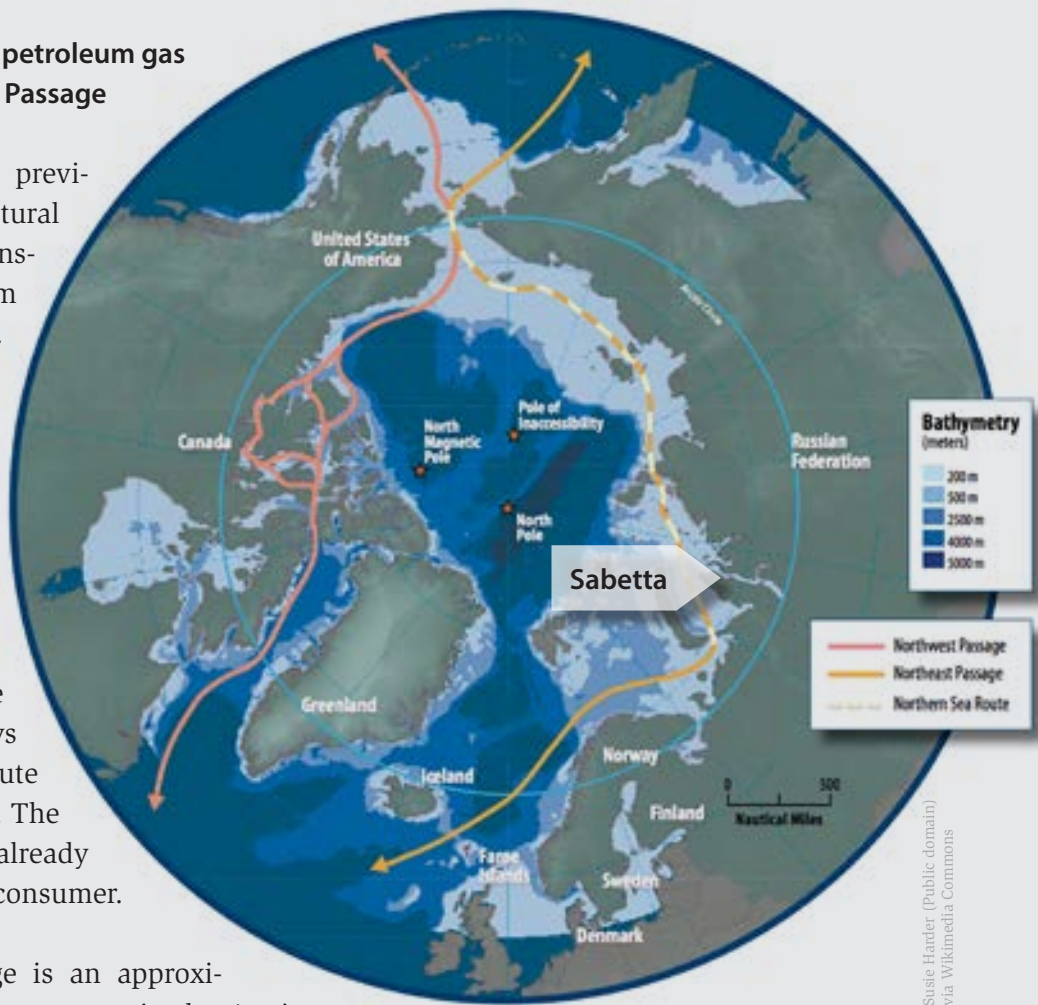 petroleum gas
Passage
previ-
tural
ns-
m
e
ys
ute
. The
already
consumer.
ge is an approxi-
United States
of America
Arctic Circle
Canada
North
Magnetic
Pole
Pole of
Inaccessibility
North
Pole
Russian
Federation
Sabetta
Greenland
Iceland
Norway
Finland
Faroe
Islands
Sweden
Denmark
0 500
Nautical Miles
Bathymetry
(meters)
200 m
500 m
2500 m
4000 m
5000 m
Northwest Passage
Northeast Passage
Northern Sea Route
Susie Harder (Public domain)
via Wikimedia Commons